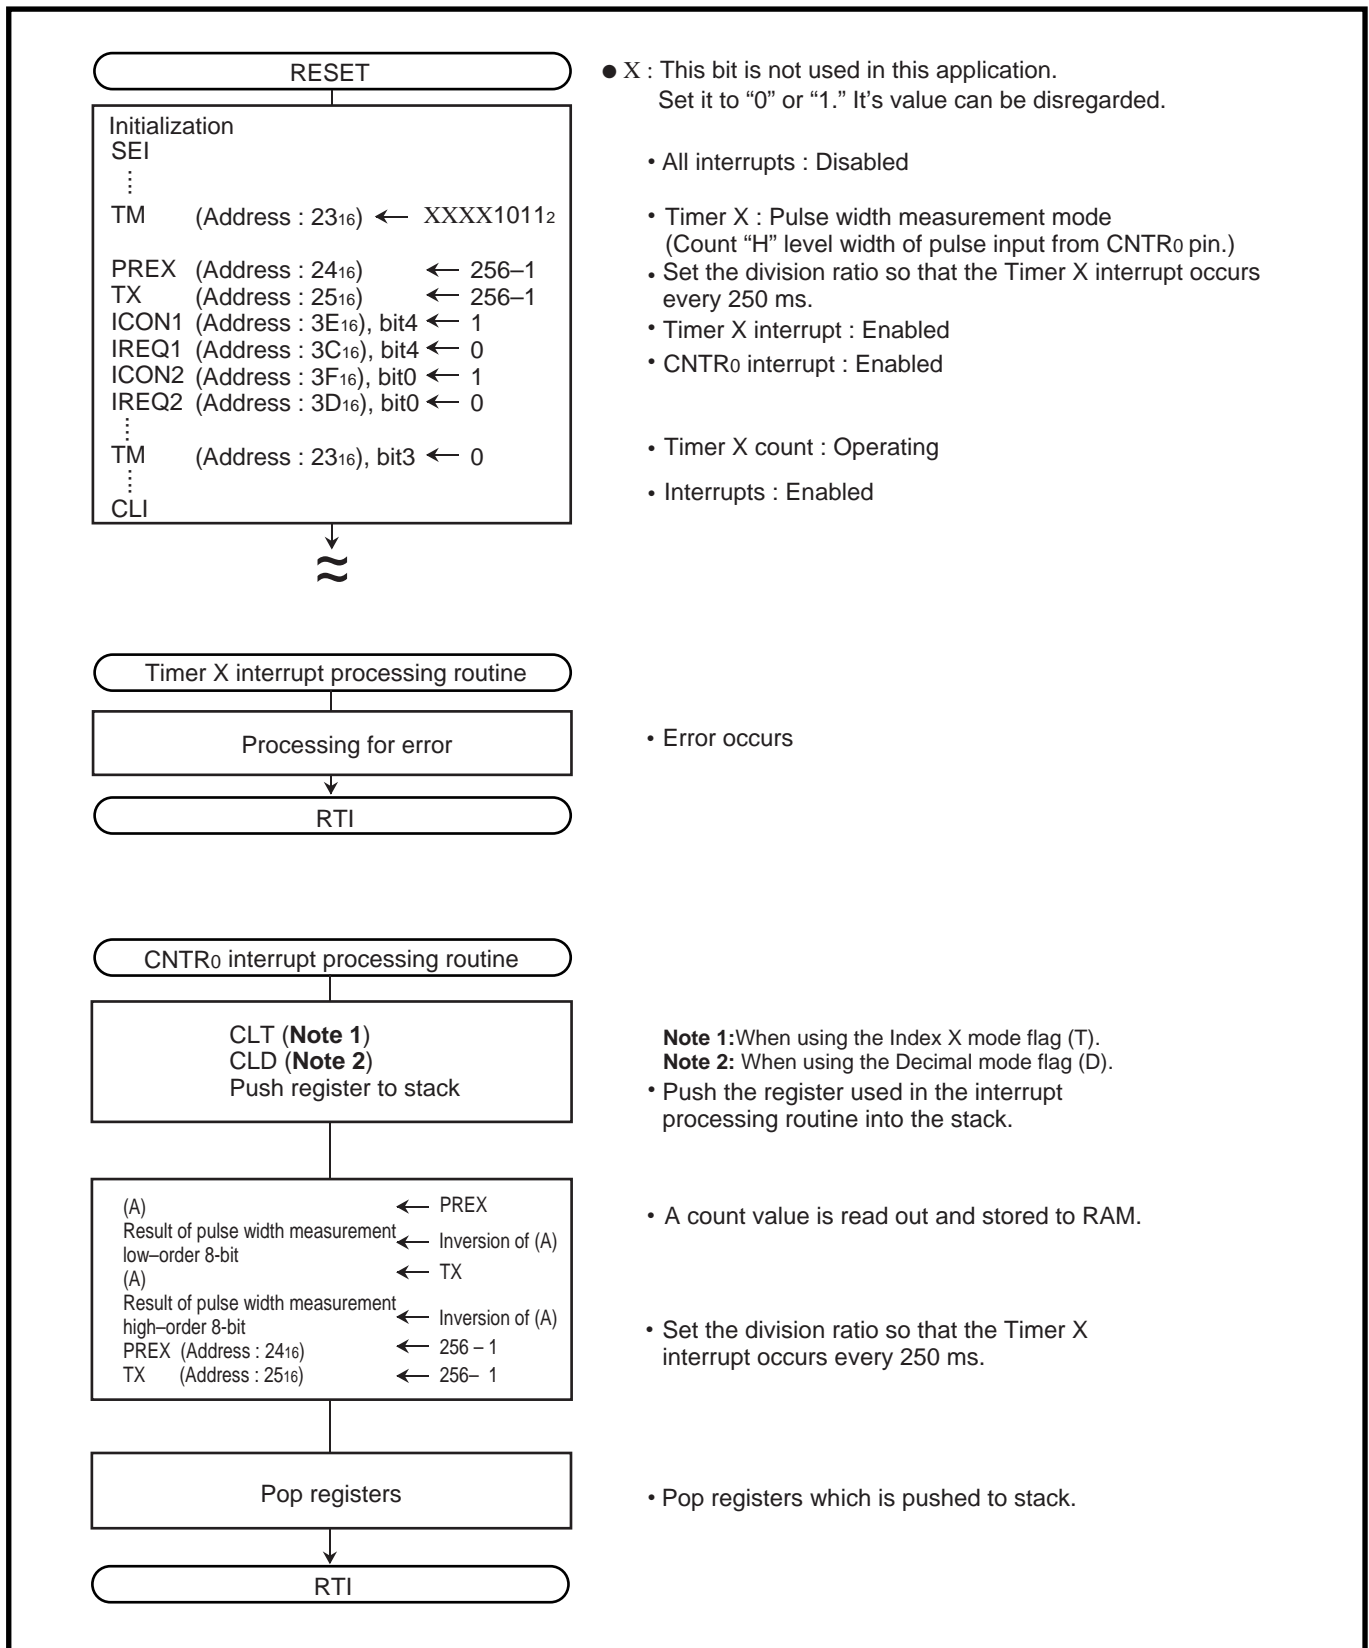 RESET
● X : This bit is not used in this application.
Set it to “0” or “1.” It’s value can be disregarded.
Initialization
SEI
• All interrupts : Disabled
TM (Address : 2316) ← XXXX10112
• Timer X : Pulse width measurement mode
(Count “H” level width of pulse input from CNTR0 pin.)
PREX (Address : 2416) ← 256–1
• Set the division ratio so that the Timer X interrupt occurs
TX (Address : 2516) ← 256–1
every 250 ms.
ICON1 (Address : 3E16), bit4 ← 1
• Timer X interrupt : Enabled
IREQ1 (Address : 3C16), bit4 ← 0
ICON2 (Address : 3F16), bit0 ← 1
• CNTR0 interrupt : Enabled
IREQ2 (Address : 3D16), bit0 ← 0
TM (Address : 2316), bit3 ← 0
• Timer X count : Operating
CLI
• Interrupts : Enabled
≈
Timer X interrupt processing routine
Processing for error
• Error occurs
RTI
CNTR0 interrupt processing routine
CLT (Note 1)
CLD (Note 2)
Push register to stack
Note 1:When using the Index X mode flag (T).
Note 2: When using the Decimal mode flag (D).
• Push the register used in the interrupt
processing routine into the stack.
(A) ← PREX
Result of pulse width measurement
low–order 8-bit ← Inversion of (A)
(A) ← TX
Result of pulse width measurement
high–order 8-bit ← Inversion of (A)
PREX (Address : 2416) ← 256 – 1
TX (Address : 2516) ← 256– 1
• A count value is read out and stored to RAM.
• Set the division ratio so that the Timer X
interrupt occurs every 250 ms.
Pop registers
• Pop registers which is pushed to stack.
RTI